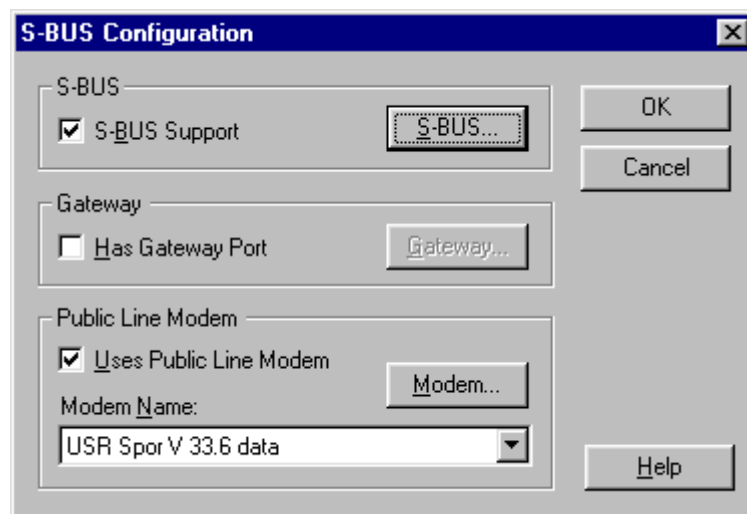 S-BUS Configuration
S-BUS
S-BUS Support
S-BUS...
OK
Cancel
Gateway
Has Gateway Port
Gateway...
Public Line Modem
Uses Public Line Modem
Modem...
Modem Name:
USR Spor V 33.6 data
Help